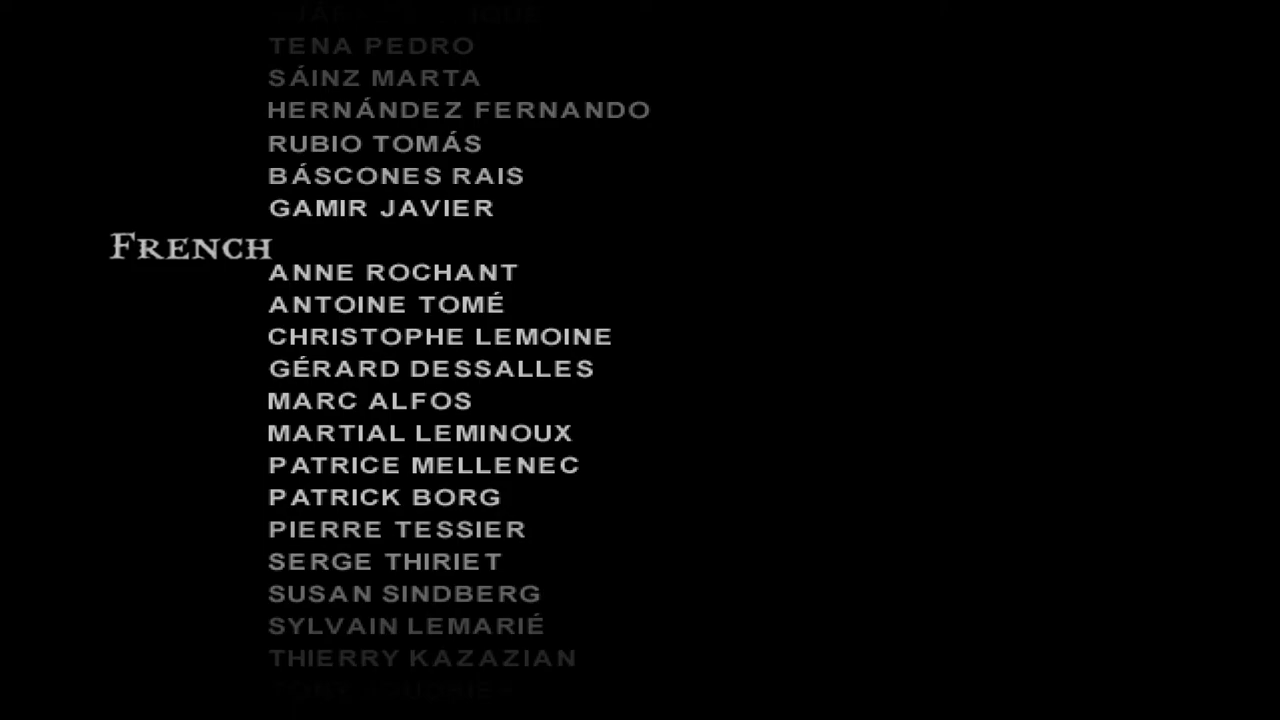 TENA PEDRO
SÁINZ MARTA
HERNÁNDEZ FERNANDO
RUBIO TOMÁS
BÁSCONES RAIS
GAMIR JAVIER
FRENCH
ANNE ROCHANT
ANTOINE TOMÉ
CHRISTOPHE LEMOINE
GÉRARD DESSALLES
MARC ALFOS
MARTIAL LEMINOUX
PATRICE MELLENEC
PATRICK BORG
PIERRE TESSIER
SERGE THIRIET
SUSAN SINDBERG
SYLVAIN LEMARIÉ
THIERRY KAZAZIAN